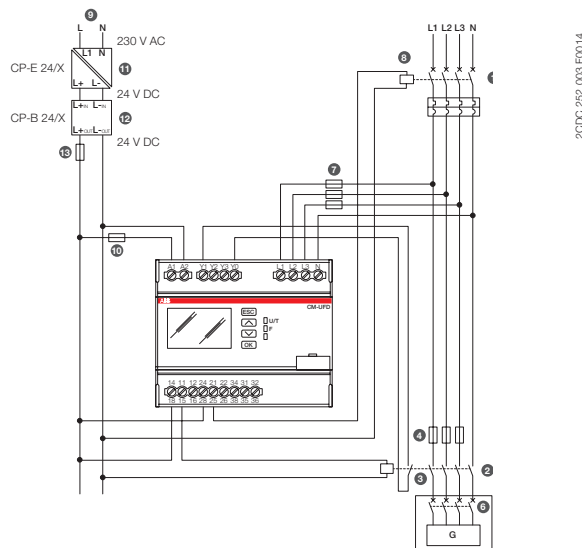 9
L N
230 V AC
L1 N
CP-E 24/X
11
L+ L-
24 V DC
L+IN L-IN
CP-B 24/X
12
L+OUT L-OUT
24 V DC
13
10
8
L1 L2 L3 N
1
7
A1 A2 Y1 Y2 Y3 Y0 L1 L2 L3 N
ABB
CM-UFD
ESC
U/T
F
OK
14 11 12 24 21 22 34 31 32
18 15 16 28 25 26 38 35 36
4
2
3
6
G
2CDC 252 003 F0014